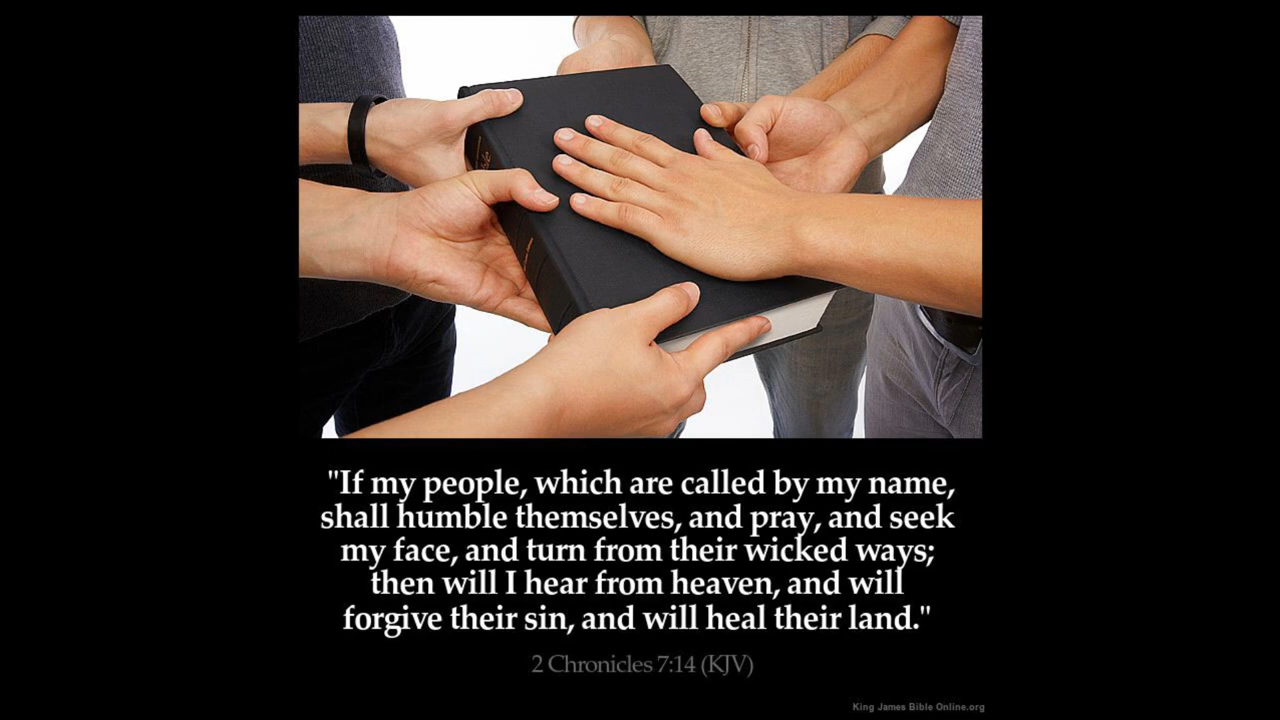 "If my people, which are called by my name,
shall humble themselves, and pray, and seek
my face, and turn from their wicked ways;
then will I hear from heaven, and will
forgive their sin, and will heal their land."
2 Chronicles 7:14 (KJV)
King James Bible Online.org